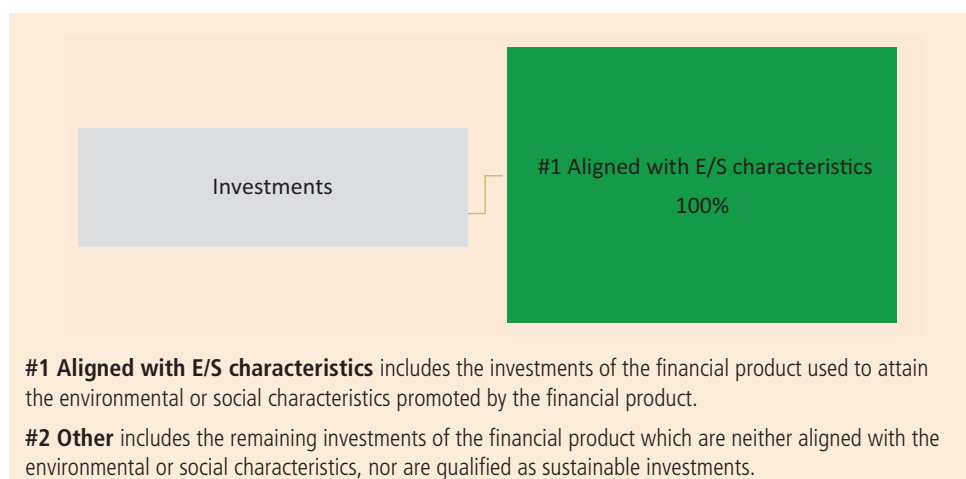 Investments
#1 Aligned with E/S characteristics
100%
#1 Aligned with E/S characteristics includes the investments of the financial product used to attain
the environmental or social characteristics promoted by the financial product.
#2 Other includes the remaining investments of the financial product which are neither aligned with the
environmental or social characteristics, nor are qualified as sustainable investments.